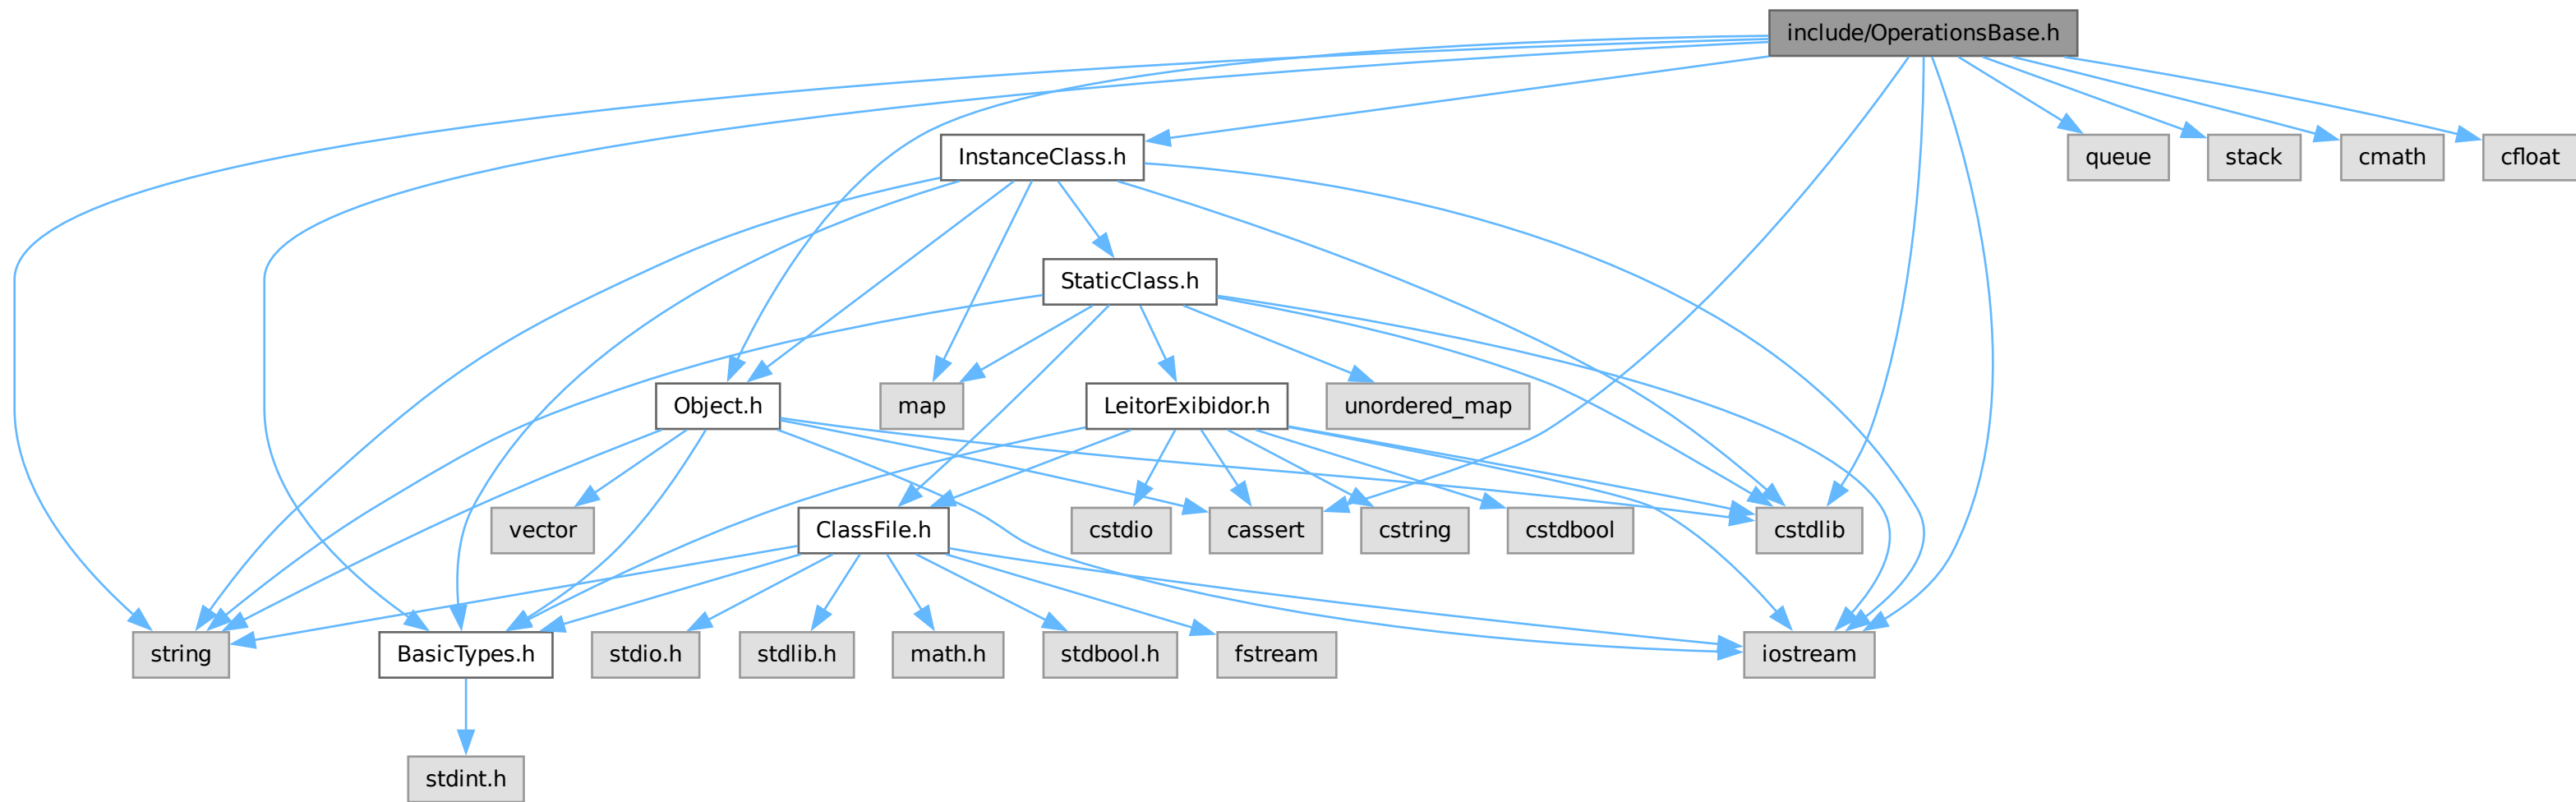 include/OperationsBase.h
InstanceClass.h
queue
stack
cmath
cfloat
StaticClass.h
Object.h
map
LeitorExibidor.h
unordered_map
vector
ClassFile.h
cstdio
cassert
cstring
cstdbool
cstdlib
string
BasicTypes.h
stdio.h
stdlib.h
math.h
stdbool.h
fstream
iostream
stdint.h